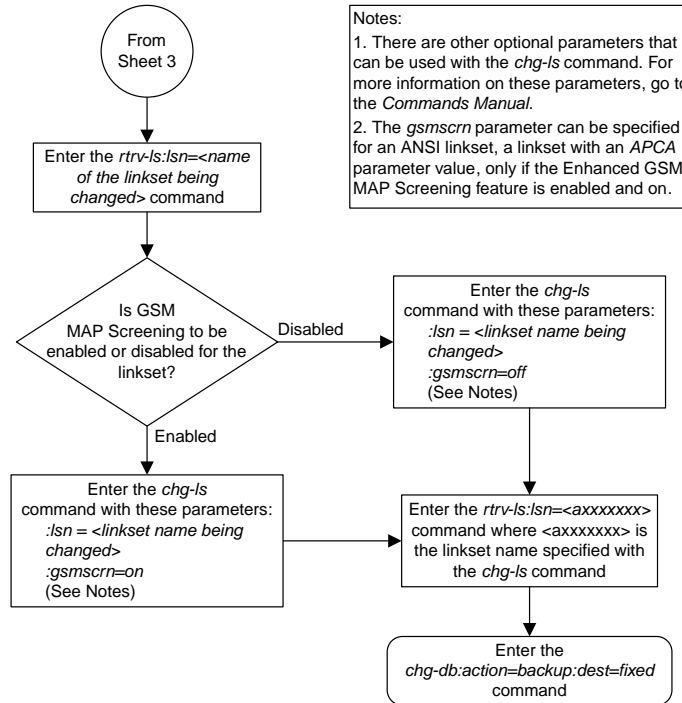 From
Sheet 3
Enter the rtrv-ls:lsn=<name
of the linkset being
changed> command
Is GSM
MAP Screening to be
enabled or disabled for the
linkset?
Disabled
Enabled
Enter the chg-ls
command with these parameters:
:lsn = <linkset name being
changed>
:gsmscrn=off
(See Notes)
Enter the chg-ls
command with these parameters:
:lsn = <linkset name being
changed>
:gsmscrn=on
(See Notes)
Enter the rtrv-ls:lsn=<axxxxxxx>
command where <axxxxxxx> is
the linkset name specified with
the chg-ls command
Enter the
chg-db:action=backup:dest=fixed
command
Notes:
1. There are other optional parameters that
can be used with the chg-ls command. For
more information on these parameters, go to
the Commands Manual.
2. The gsmscrn parameter can be specified
for an ANSI linkset, a linkset with an APCA
parameter value, only if the Enhanced GSM
MAP Screening feature is enabled and on.